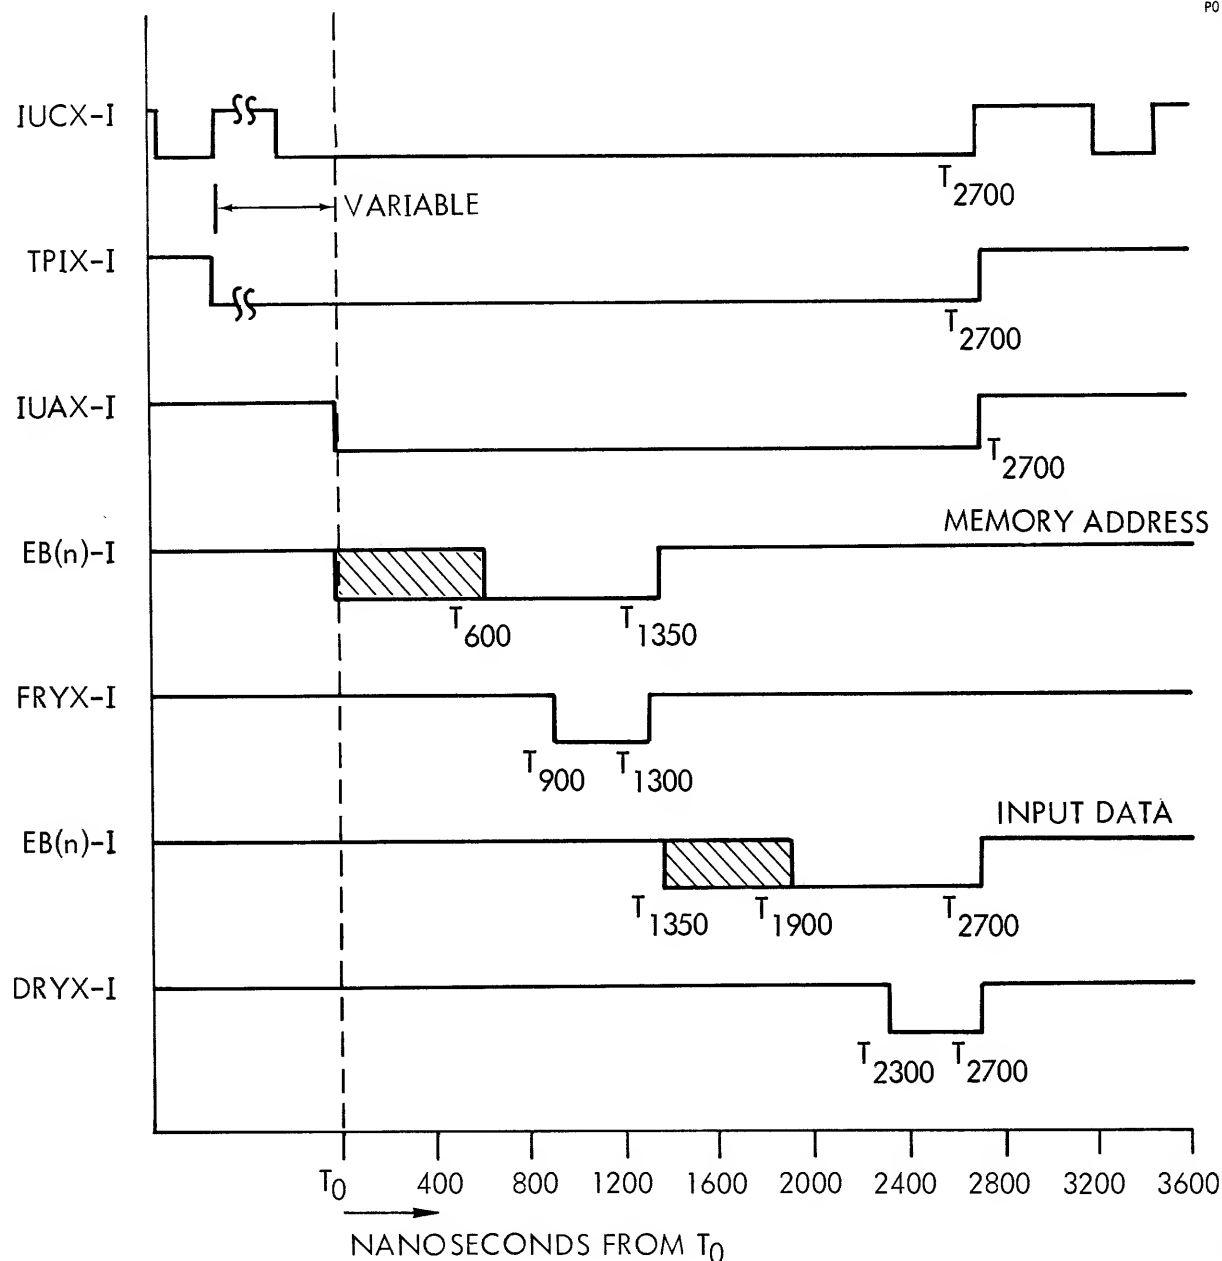 PO
IUCX-I
T2700
VARIABLE
TPIX-I
T2700
IUAX-I
T2700
MEMORY ADDRESS
EB(n)-I
T600 T1350
FRYX-I
T900 T1300
INPUT DATA
EB(n)-I
T1350 T1900 T2700
DRYX-I
T2300 T2700
T0 400 800 1200 1600 2000 2400 2800 3200 3600
NANOSECONDS FROM T0